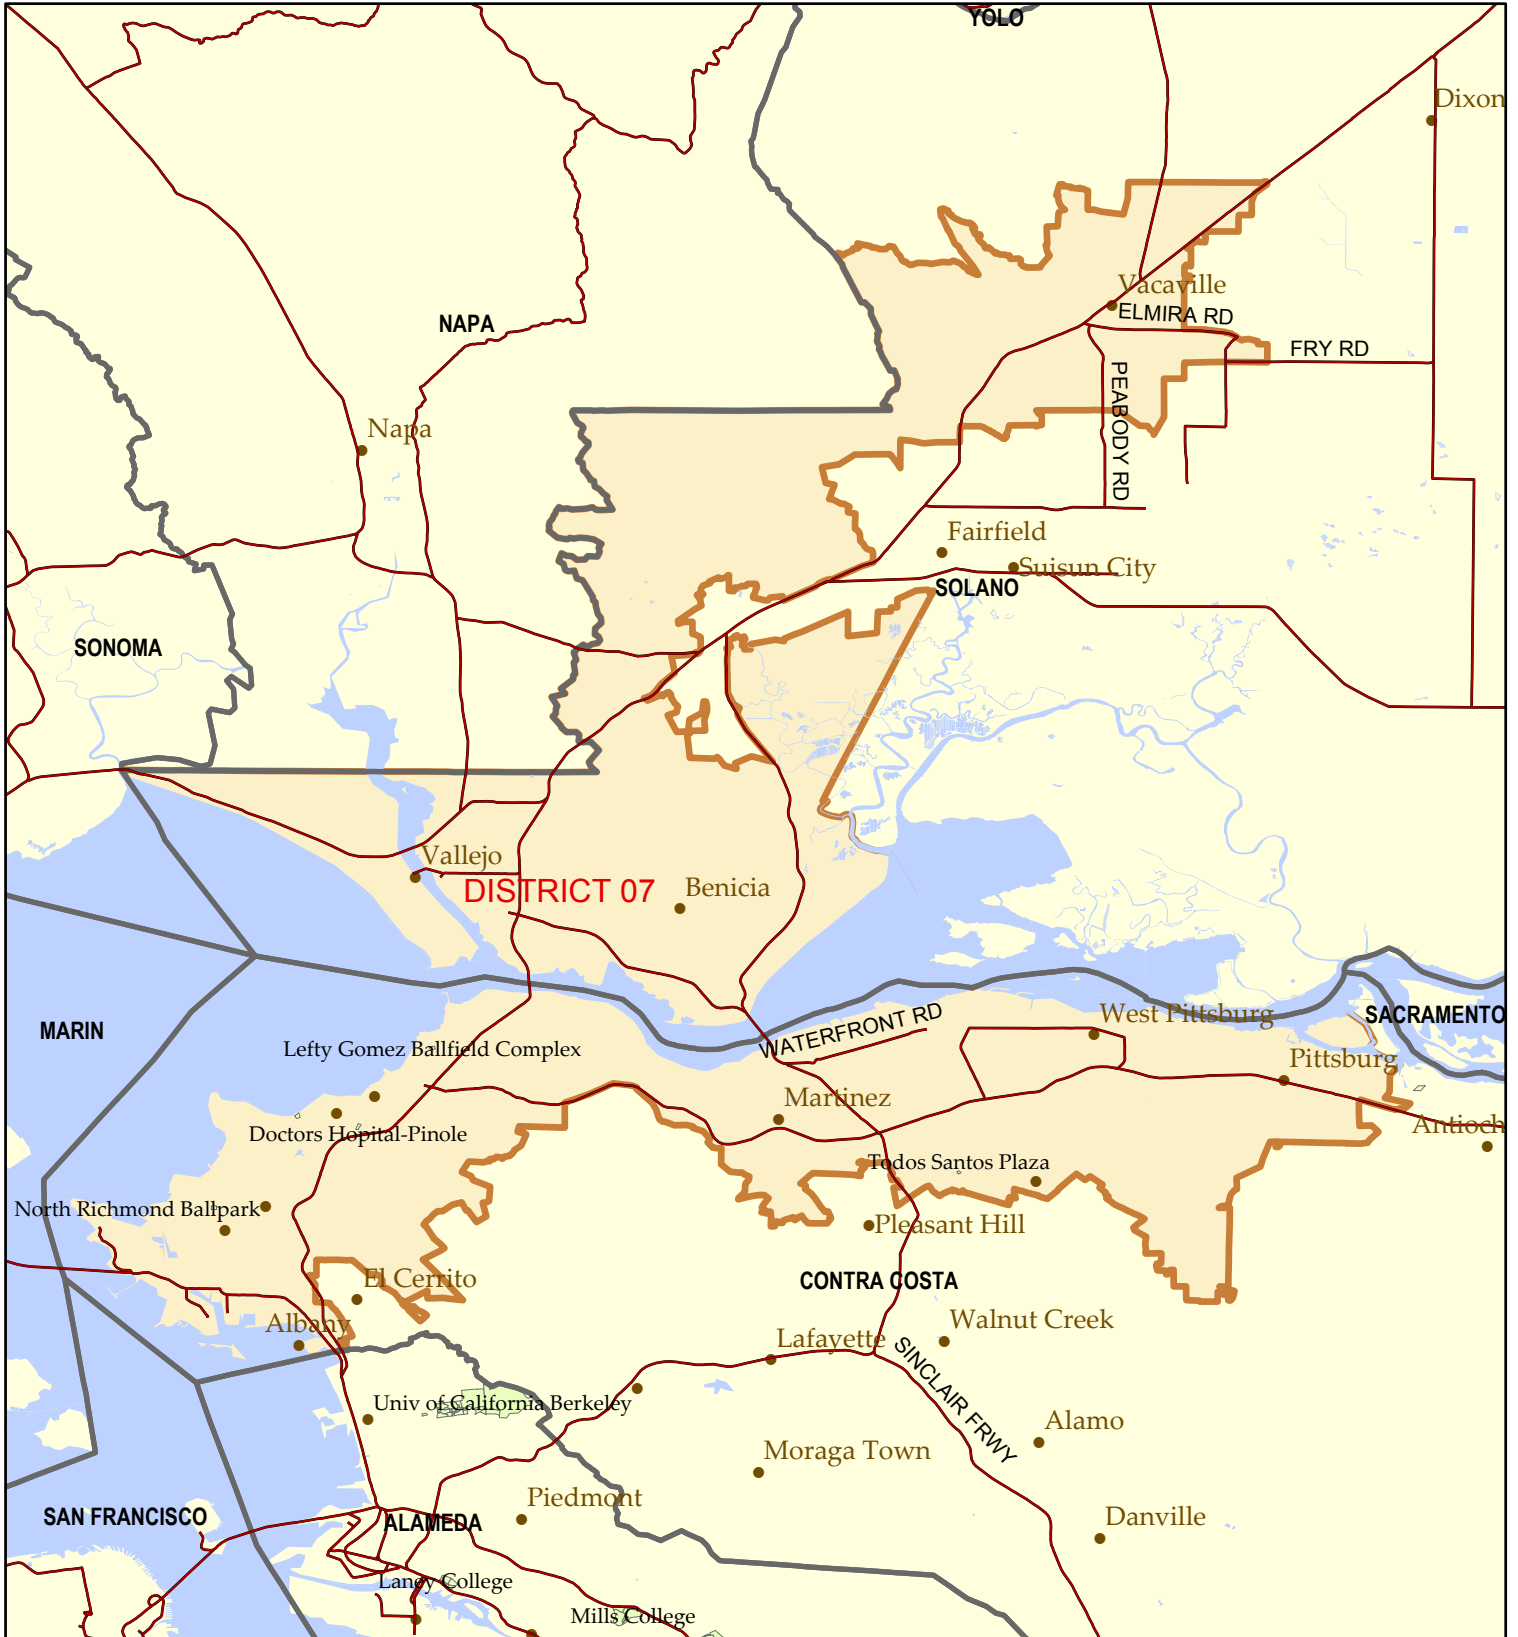 YOLO
Dixon
Vacaville
ELMIRA RD
NAPA
FRY RD
PEABODY RD
Napa
Fairfield
Suisun City
SOLANO
SONOMA
Vallejo
DISTRICT 07
Benicia
WATERFRONT RD
West Pittsburg
SACRAMENTO
MARIN
Lefty Gomez Ballfield Complex
Pittsburg
Martinez
Antioch
Doctors Hopital-Pinole
Todos Santos Plaza
North Richmond Ballpark
Pleasant Hill
El Cerrito
CONTRA COSTA
Albany
Walnut Creek
Lafayette
SINCLAIR FRWY
Univ of California Berkeley
Alamo
Moraga Town
Piedmont
SAN FRANCISCO
ALAMEDA
Danville
Laney College
Mills College